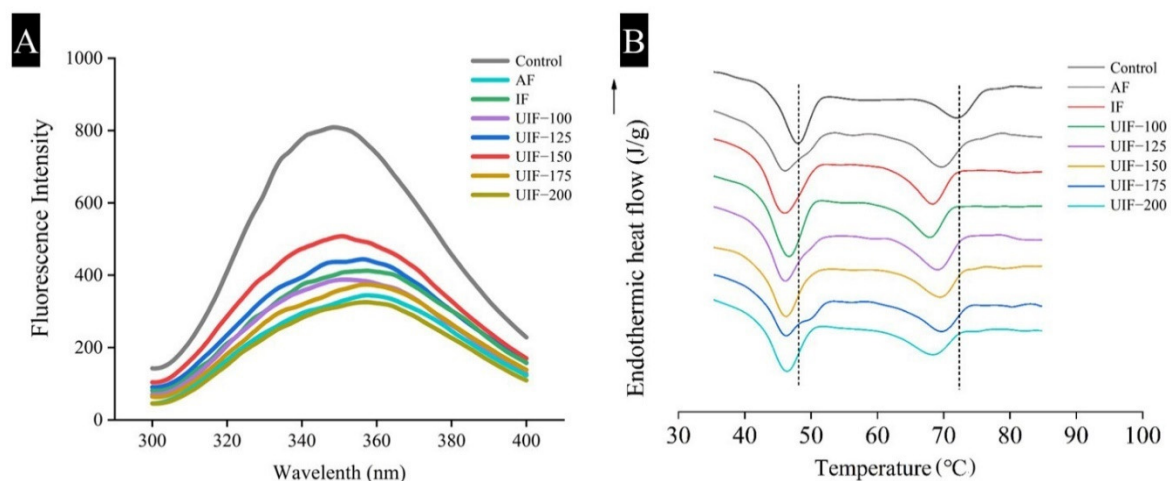 A
1000
800
600
400
200
0
300
320
340
360
380
400
Fluorescence Intensity
Wavelenth (nm)
Control
AF
IF
UIF−100
UIF−125
UIF−150
UIF−175
UIF−200
B
Endothermic heat flow (J/g)
30
40
50
60
70
80
90
100
Temperature (°C)
Control
AF
IF
UIF−100
UIF−125
UIF−150
UIF−175
UIF−200